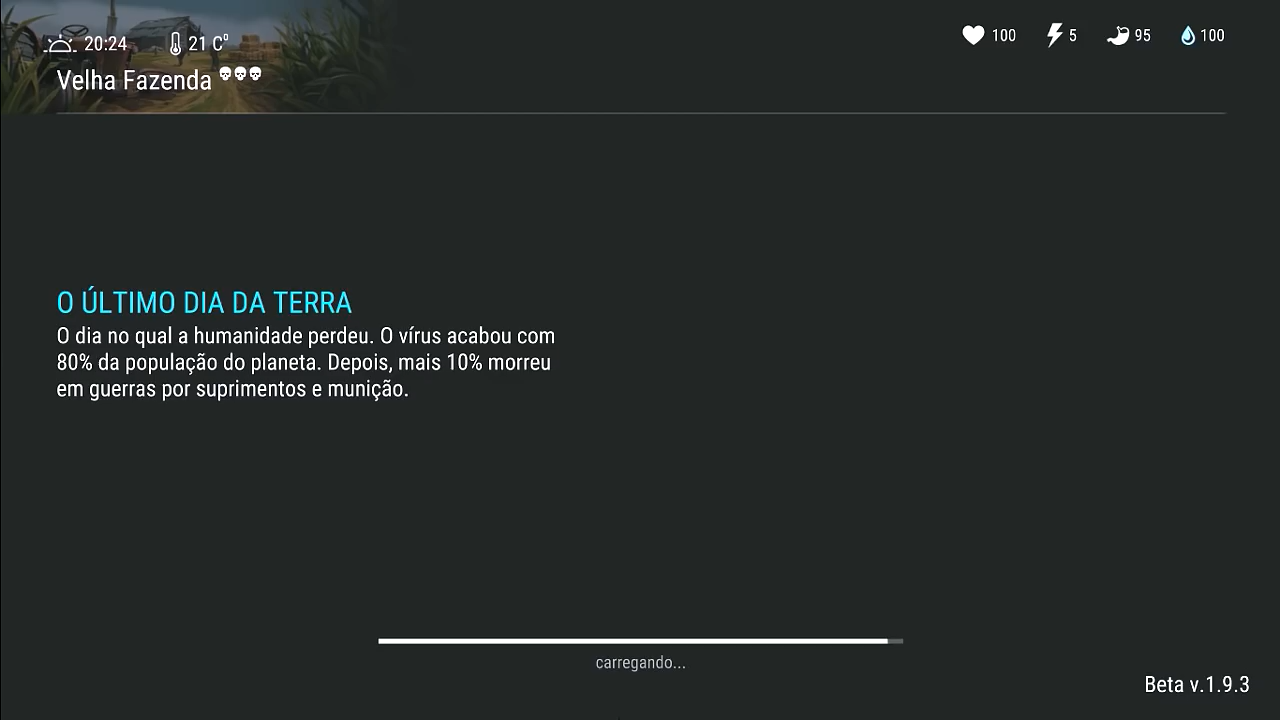 20:24 21 Cº 100 5 95 100
Velha Fazenda
O ÚLTIMO DIA DA TERRA
O dia no qual a humanidade perdeu. O vírus acabou com
80% da população do planeta. Depois, mais 10% morreu
em guerras por suprimentos e munição.
carregando...
Beta v.1.9.3